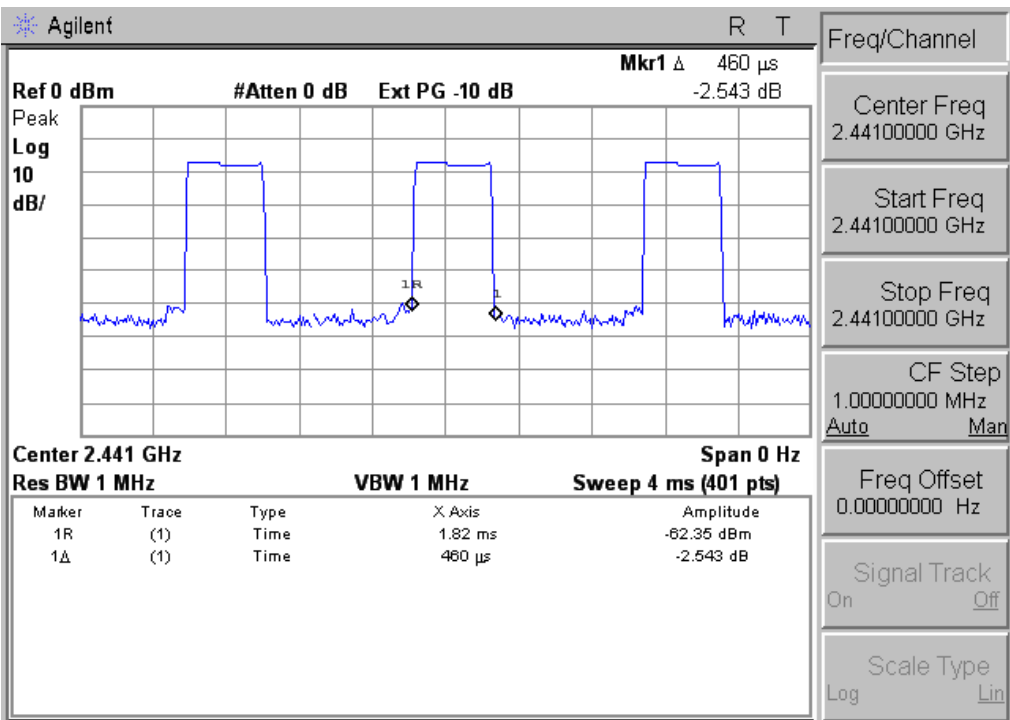 Agilent R T
Mkr1 Δ 460 µs
Ref 0 dBm #Atten 0 dB Ext PG -10 dB -2.543 dB
Peak
Log
10
dB/
1R
1
Center 2.441 GHz Span 0 Hz
Res BW 1 MHz VBW 1 MHz Sweep 4 ms (401 pts)
Marker Trace Type X Axis Amplitude
1R (1) Time 1.82 ms -62.35 dBm
1Δ (1) Time 460 µs -2.543 dB
Freq/Channel
Center Freq
2.44100000 GHz
Start Freq
2.44100000 GHz
Stop Freq
2.44100000 GHz
CF Step
1.00000000 MHz
Auto Man
Freq Offset
0.00000000 Hz
Signal Track
On Off
Scale Type
Log Lin